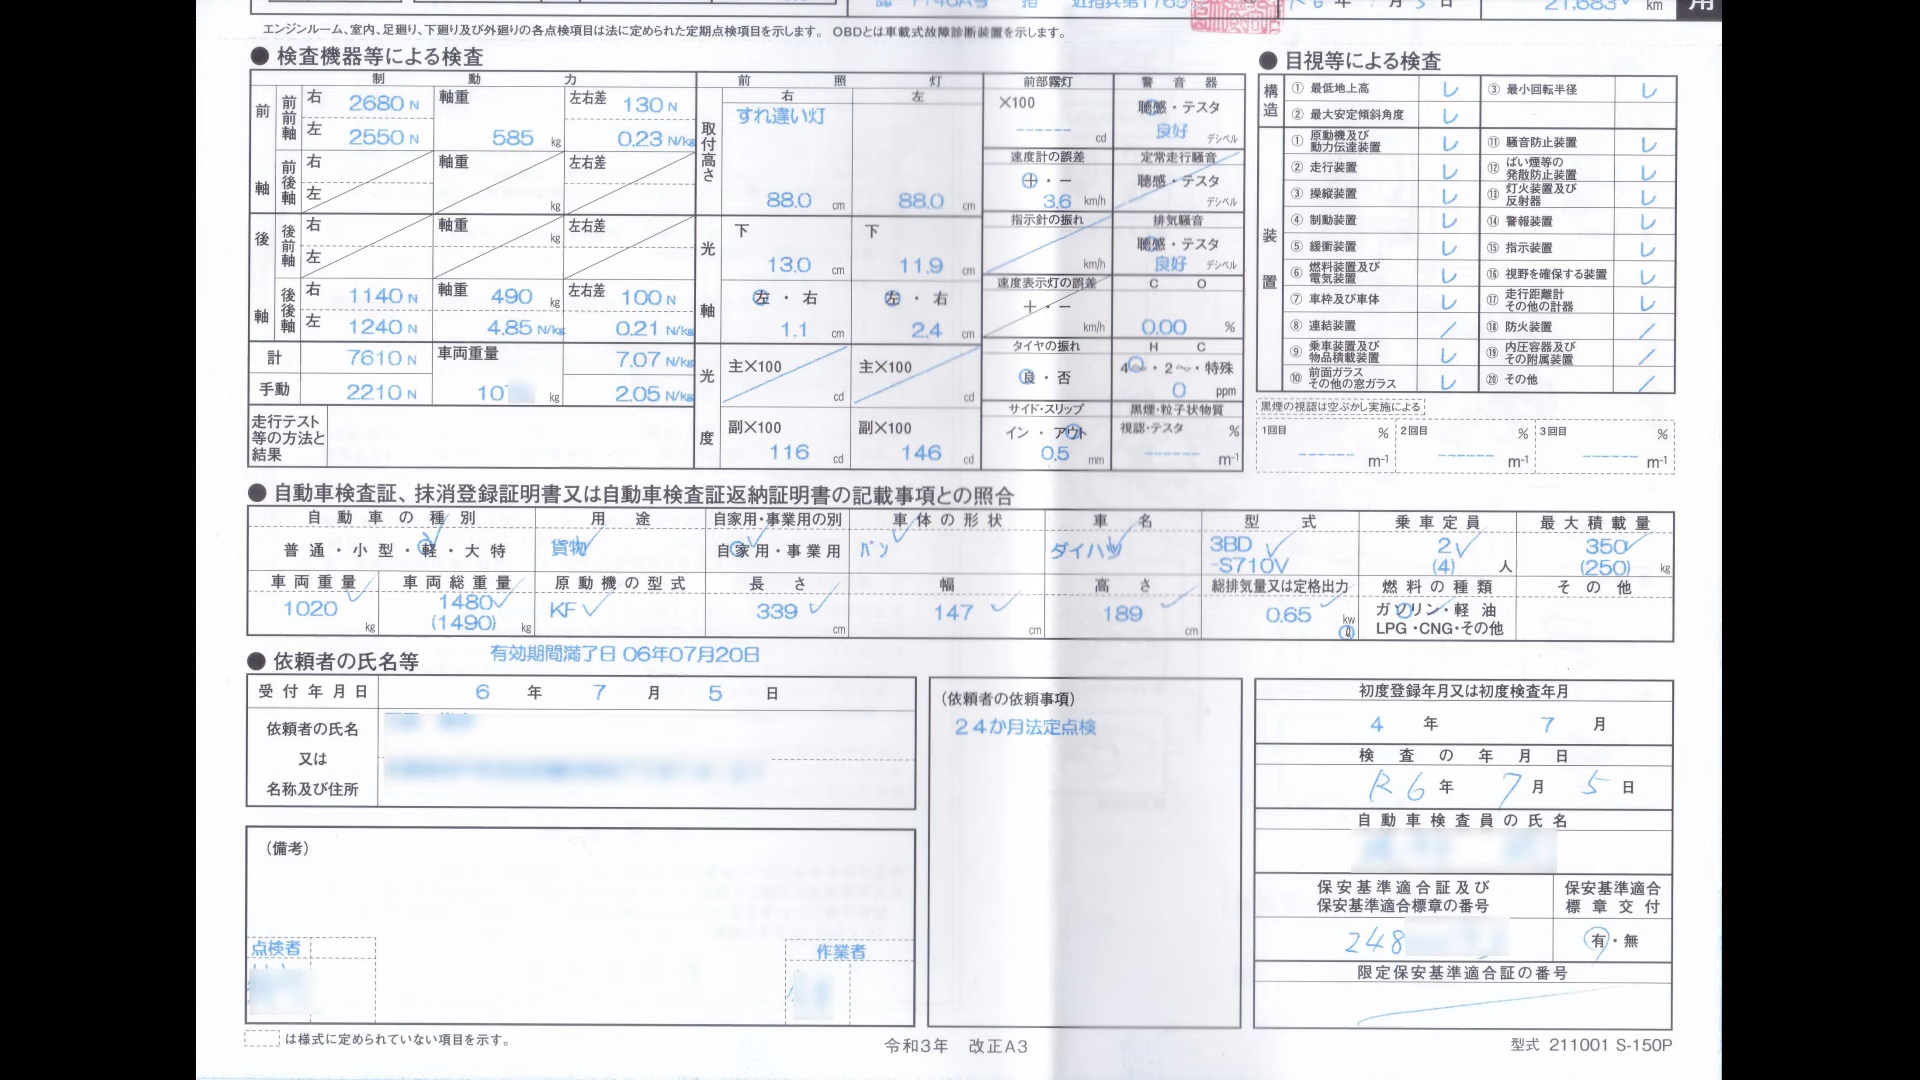 21,683 km 用
エンジンルーム、室内、足廻り、下廻り及び外廻りの各点検項目は法に定められた定期点検項目を示します。 OBDとは車載式故障診断装置を示します。
● 検査機器等による検査
制 動 力
前軸 前前軸 右 2680 N 軸重 585 kg 左右差 130 N
左 2550 N 0.23 N/kg
前後軸 右 軸重 kg 左右差
左
後軸 後前軸 右 軸重 kg 左右差
左
後後軸 右 1140 N 軸重 490 kg 左右差 100 N
左 1240 N 4.85 N/kg 0.21 N/kg
計 7610 N 車両重量 7.07 N/kg
手動 2210 N 10 kg 2.05 N/kg
走行テスト等の方法と結果
前 照 灯
右 左
取付高さ すれ違い灯
88.0 cm 88.0 cm
光軸 下 13.0 cm 下 11.9 cm
左・右 1.1 cm 左・右 2.4 cm
光度 主×100 cd 主×100 cd
副×100 116 cd 副×100 146 cd
前部霧灯
×100
------ cd
速度計の誤差
+・−
3.6 km/h
指示針の振れ
km/h
速度表示灯の誤差
+・−
km/h
タイヤの振れ
良・否
サイド・スリップ
イン・アウト
0.5 mm
警 音 器
聴感・テスタ
良好 デシベル
定常走行騒音
聴感・テスタ
デシベル
排気騒音
聴感・テスタ
良好 デシベル
C O
0.00 %
H C
4〜・2〜・特殊
0 ppm
黒煙・粒子状物質
視認・テスタ %
------ m-1
● 目視等による検査
構造 ① 最低地上高 レ ③ 最小回転半径 レ
② 最大安定傾斜角度 レ
装置 ① 原動機及び動力伝達装置 レ ⑪ 騒音防止装置 レ
② 走行装置 レ ⑫ ばい煙等の発散防止装置 レ
③ 操縦装置 レ ⑬ 灯火装置及び反射器 レ
④ 制動装置 レ ⑭ 警報装置 レ
⑤ 緩衝装置 レ ⑮ 指示装置 レ
⑥ 燃料装置及び電気装置 レ ⑯ 視野を確保する装置 レ
⑦ 車枠及び車体 レ ⑰ 走行距離計その他の計器 レ
⑧ 連結装置 / ⑱ 防火装置 /
⑨ 乗車装置及び物品積載装置 レ ⑲ 内圧容器及びその附属装置 /
⑩ 前面ガラスその他の窓ガラス レ ⑳ その他 /
黒煙の視認は空ぶかし実施による
1回目 % 2回目 % 3回目 %
------ m-1 ------ m-1 ------ m-1
● 自動車検査証、抹消登録証明書又は自動車検査証返納証明書の記載事項との照合
自動車の種別 用途 自家用・事業用の別 車体の形状 車名 型式 乗車定員 最大積載量
普通・小型・軽・大特 貨物 自家用・事業用 バン ダイハツ 3BD 2 350
-S710V (4) 人 (250) kg
車両重量 車両総重量 原動機の型式 長さ 幅 高さ 総排気量又は定格出力 燃料の種類 その他
1020 kg 1480 KF 339 cm 147 cm 189 cm 0.65 kw ガソリン・軽油
(1490) kg ℓ LPG・CNG・その他
● 依頼者の氏名等 有効期間満了日 06年07月20日
受付年月日 6 年 7 月 5 日
依頼者の氏名
又は
名称及び住所
(依頼者の依頼事項)
24か月法定点検
初度登録年月又は初度検査年月
4 年 7 月
検査の年月日
R6 年 7 月 5 日
自動車検査員の氏名
保安基準適合証及び保安基準適合標章の番号 保安基準適合標章交付
248 有・無
限定保安基準適合証の番号
(備考)
点検者 作業者
は様式に定められていない項目を示す。
令和3年 改正A3
型式 211001 S-150P